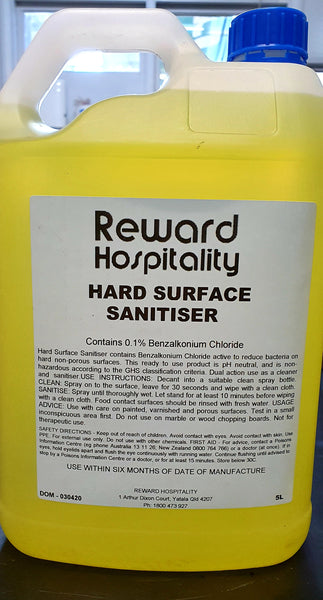 Reward
Hospitality
HARD SURFACE
SANITISER
Contains 0.1% Benzalkonium Chloride
Hard Surface Sanitiser contains Benzalkonium Chloride active to reduce bacteria on
hard non-porous surfaces. This ready to use product is pH neutral, and is non-
hazardous according to the GHS classification criteria. Dual action use as a cleaner
and sanitiser.USE INSTRUCTIONS: Decant into a suitable clean spray bottle.
CLEAN: Spray on to the surface, leave for 30 seconds and wipe with a clean cloth.
SANITISE: Spray until thoroughly wet. Let stand for at least 10 minutes before wiping
with a clean cloth. Food contact surfaces should be rinsed with fresh water. USAGE
ADVICE: Use with care on painted, varnished and porous surfaces. Test in a small
inconspicuous area first. Do not use on marble or wood chopping boards. Not for
therapeutic use.
SAFETY DIRECTIONS - Keep out of reach of children. Avoid contact with eyes. Avoid contact with skin. Use
PPE. For external use only. Do not use with other chemicals. FIRST AID - For advice, contact a Poisons
Information Centre (eg phone Australia 13 11 26; New Zealand 0800 764 766) or a doctor (at once). If in
eyes, hold eyelids apart and flush the eye continuously with running water. Continue flushing until advised to
stop by a Poisons Information Centre or a doctor, or for at least 15 minutes. Store below 30C.
USE WITHIN SIX MONTHS OF DATE OF MANUFACTURE
REWARD HOSPITALITY
DOM - 030420 1 Arthur Dixon Court, Yatala Qld 4207 5L
Ph: 1800 473 927